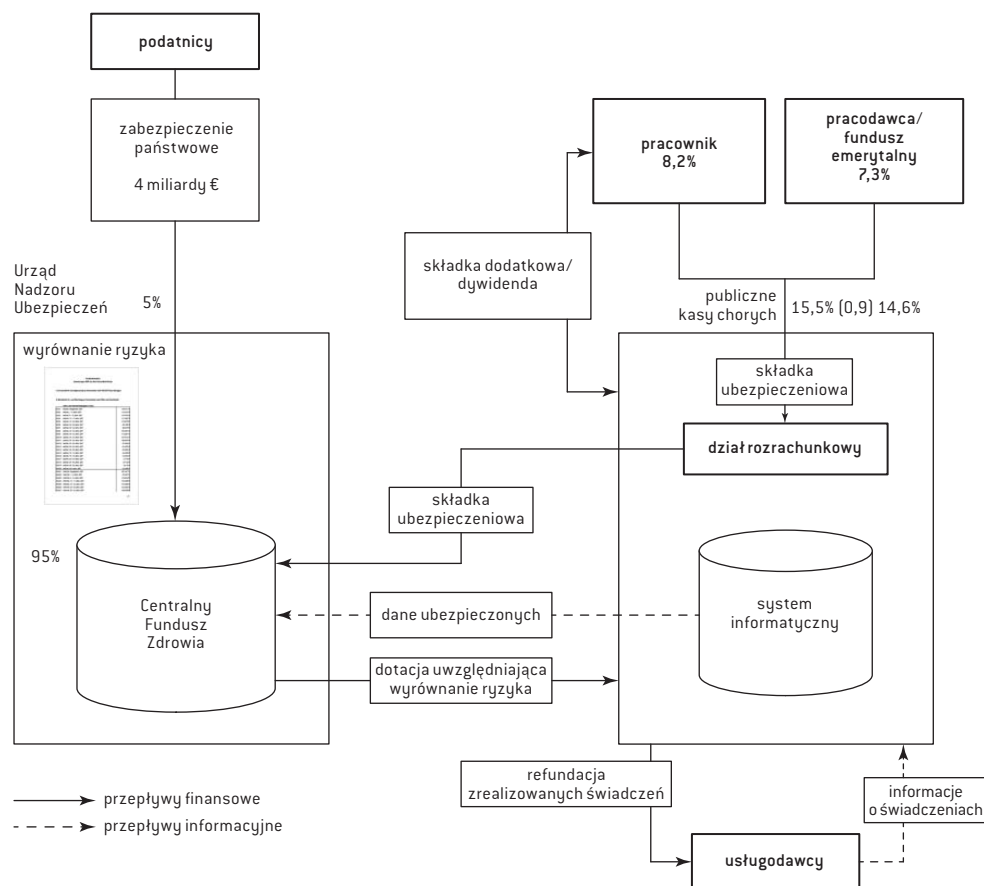 podatnicy
zabezpieczenie
państwowe
4 miliardy €
pracownik
8,2%
pracodawca/
fundusz
emerytalny
7,3%
składka dodatkowa/
dywidenda
Urząd
Nadzoru
Ubezpieczeń
5%
publiczne
kasy chorych
15,5% (0,9) 14,6%
wyrównanie ryzyka
składka
ubezpieczeniowa
dział rozrachunkowy
składka
ubezpieczeniowa
95%
Centralny
Fundusz
Zdrowia
dane ubezpieczonych
system
informatyczny
dotacja uwzględniająca
wyrównanie ryzyka
refundacja
zrealizowanych świadczeń
informacje
o świadczeniach
przepływy finansowe
przepływy informacyjne
usługodawcy